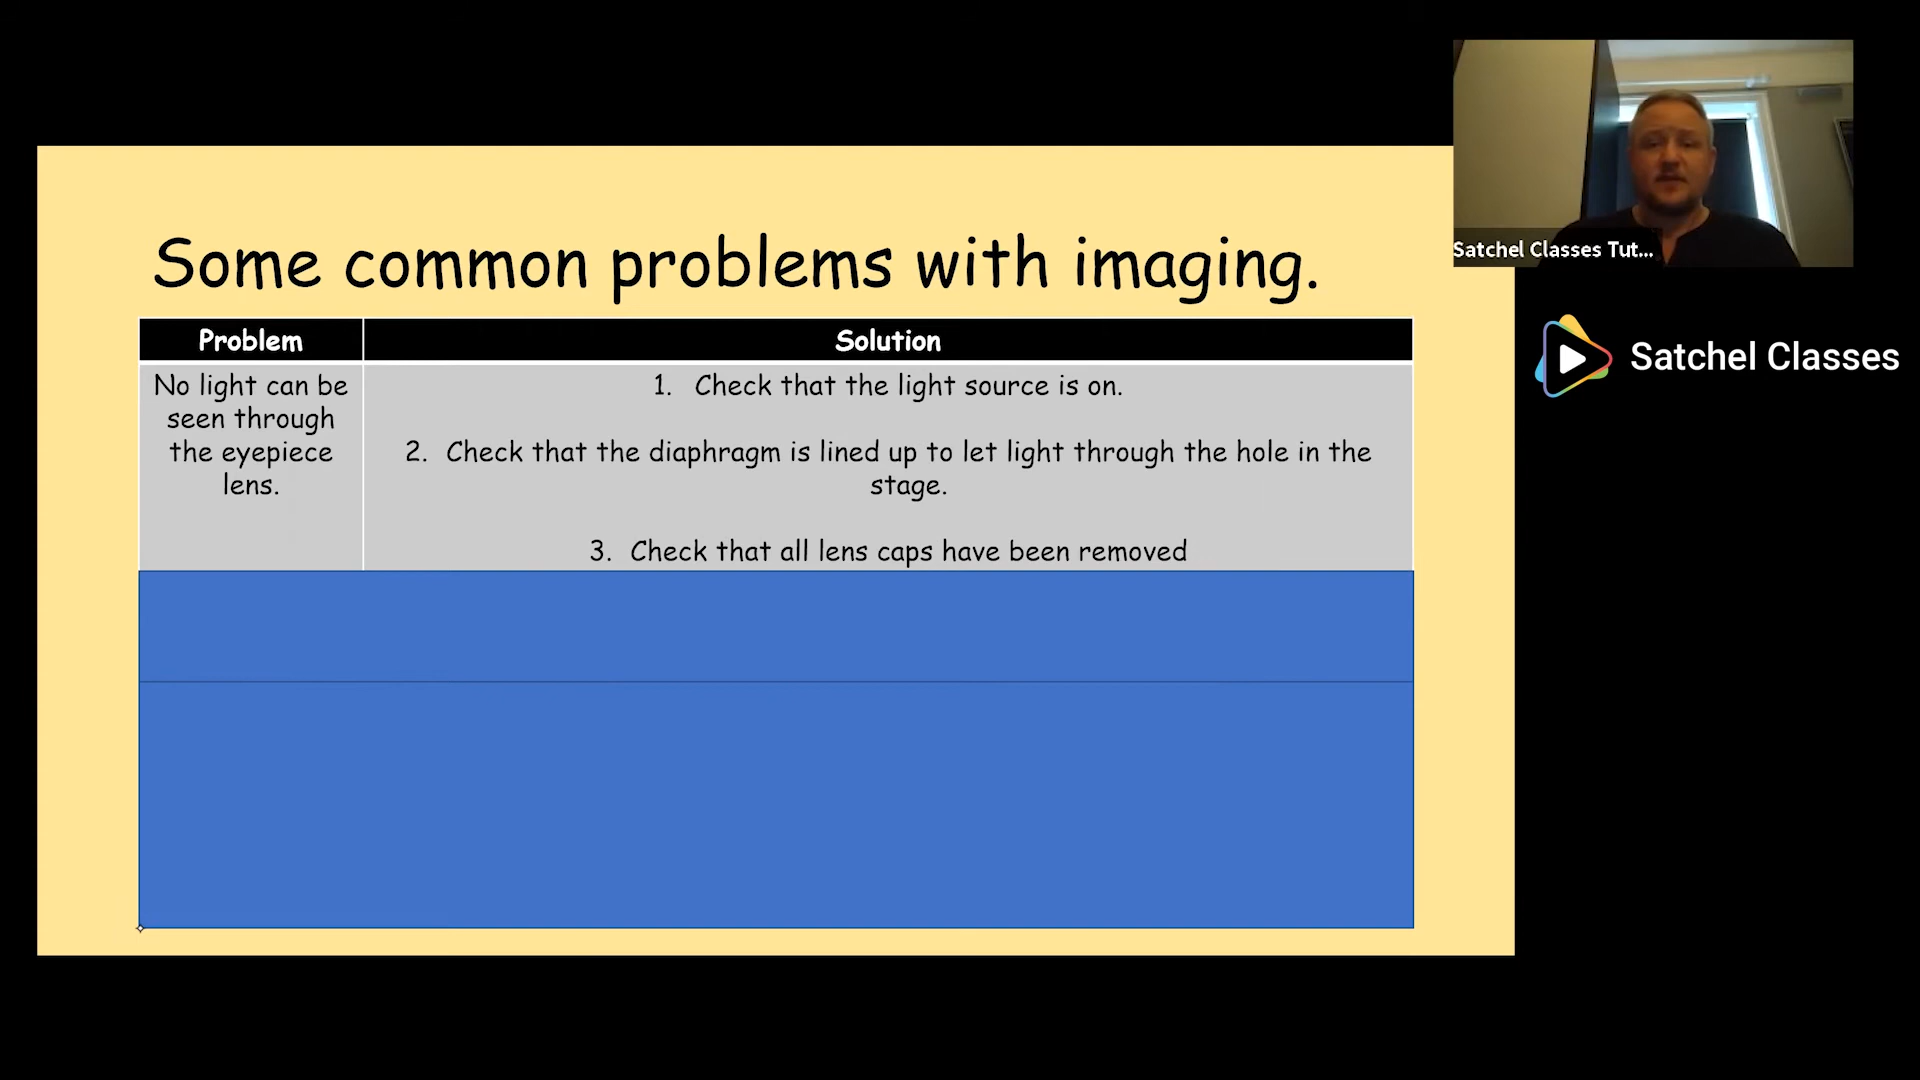 Some common problems with imaging.
Problem
Solution
No light can be
seen through
the eyepiece
lens.
1. Check that the light source is on.
2. Check that the diaphragm is lined up to let light through the hole in the
stage.
3. Check that all lens caps have been removed
Satchel Classes Tut...
Satchel Classes